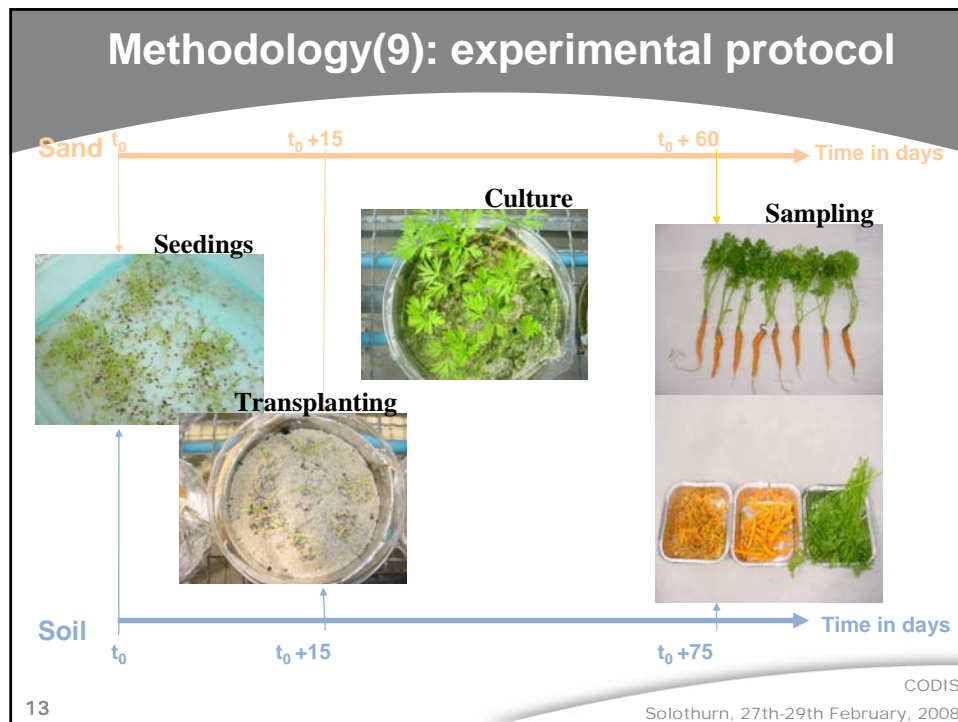 Methodology(9): experimental protocol
Sand t0 t0 +15 t0 + 60 Time in days
Culture
Sampling
Seedings
Transplanting
Soil Time in days
t0 t0 +15 t0 +75
CODIS
13
Solothurn, 27th-29th February, 2008